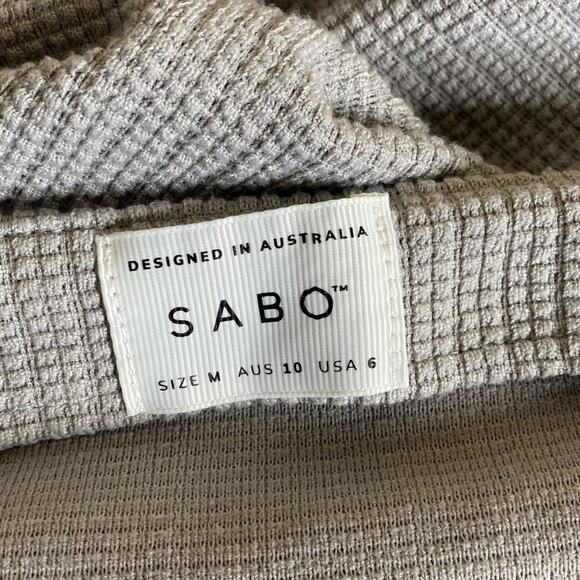 DESIGNED IN AUSTRALIA
SABO™
SIZE M AUS 10 USA 6